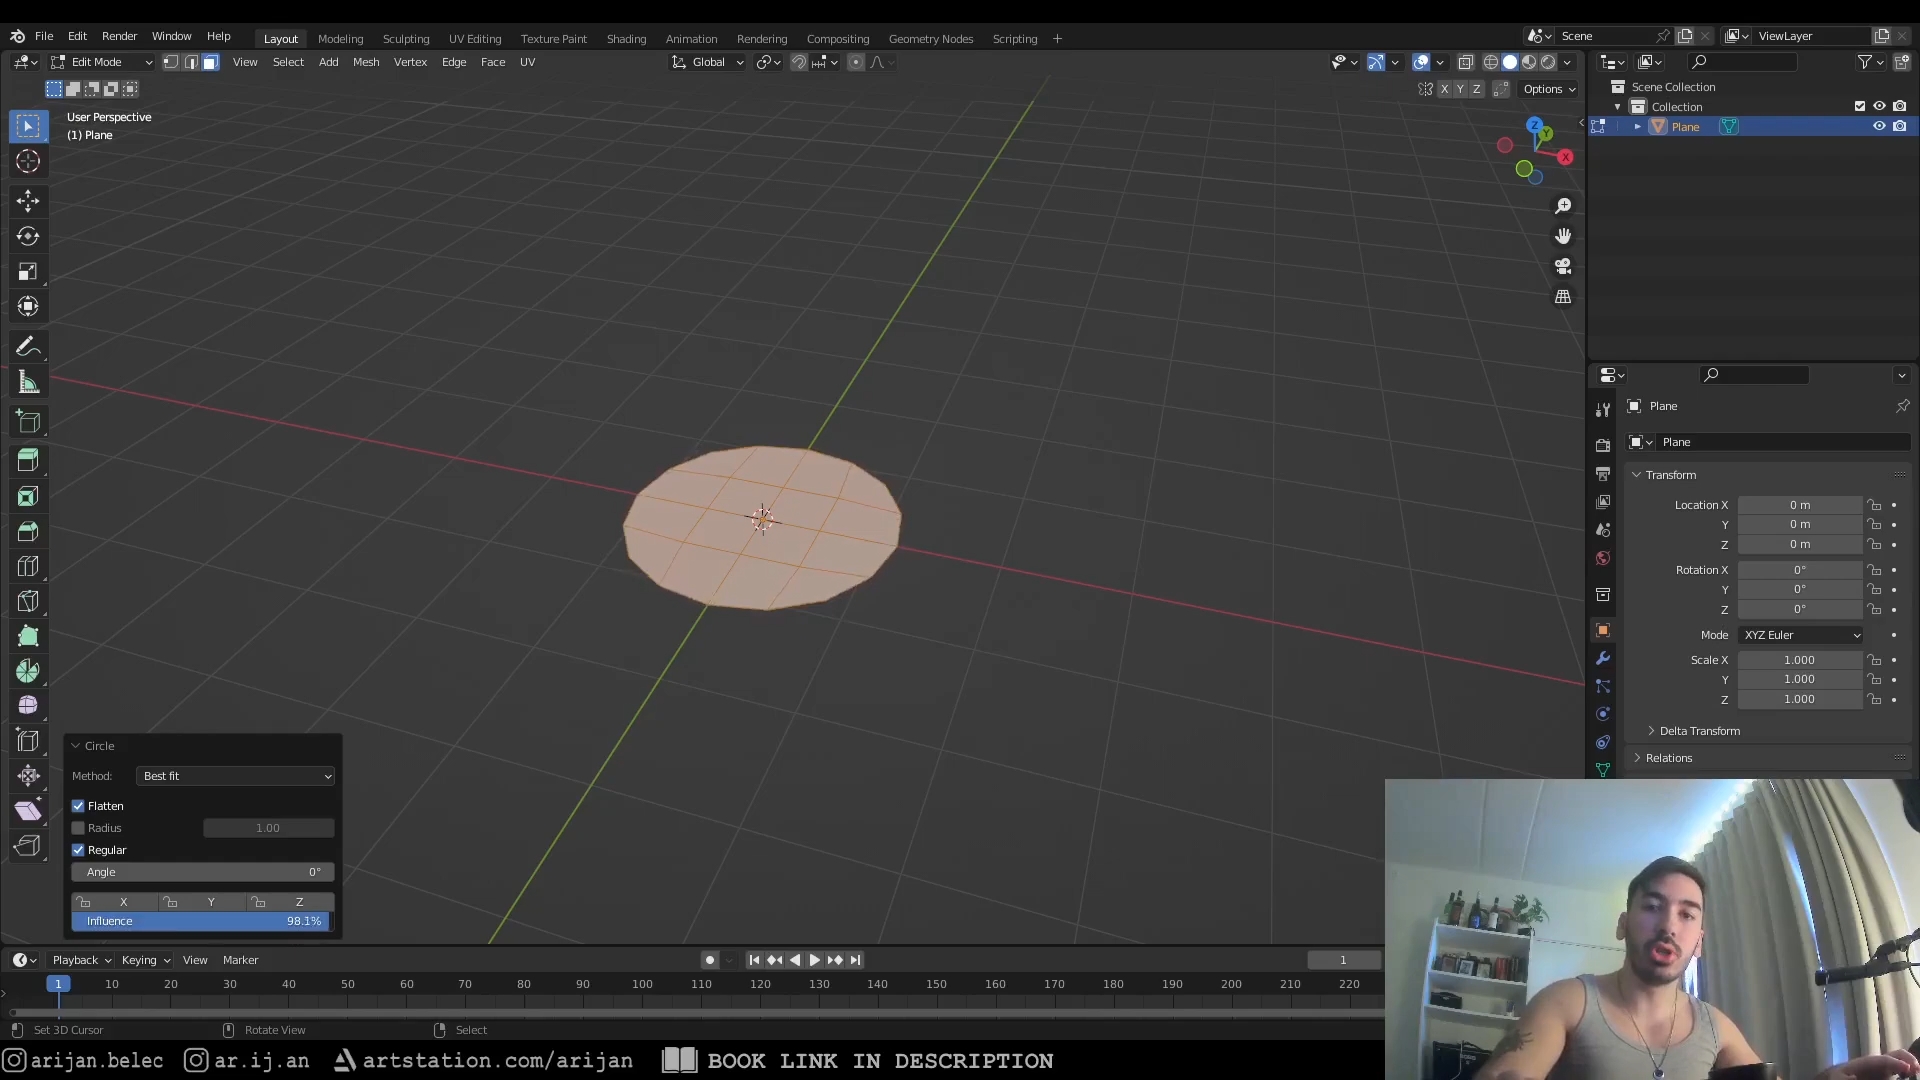 File Edit Render Window Help Layout Modeling Sculpting UV Editing Texture Paint Shading Animation Rendering Compositing Geometry Nodes Scripting + Scene ViewLayer
Edit Mode View Select Add Mesh Vertex Edge Face UV Global
X Y Z Options
User Perspective
(1) Plane
Z
Y
X
Scene Collection
Collection
Plane
Plane
Plane
Transform
Location X 0 m
Y 0 m
Z 0 m
Rotation X 0°
Y 0°
Z 0°
Mode XYZ Euler
Scale X 1.000
Y 1.000
Z 1.000
Delta Transform
Relations
Circle
Method: Best fit
Flatten
Radius 1.00
Regular
Angle 0°
X Y Z
Influence 98.1%
Playback Keying View Marker 1
1 10 20 30 40 50 60 70 80 90 100 110 120 130 140 150 160 170 180 190 200 210 220
Set 3D Cursor Rotate View Select
arijan.belec ar.ij.an artstation.com/arijan BOOK LINK IN DESCRIPTION